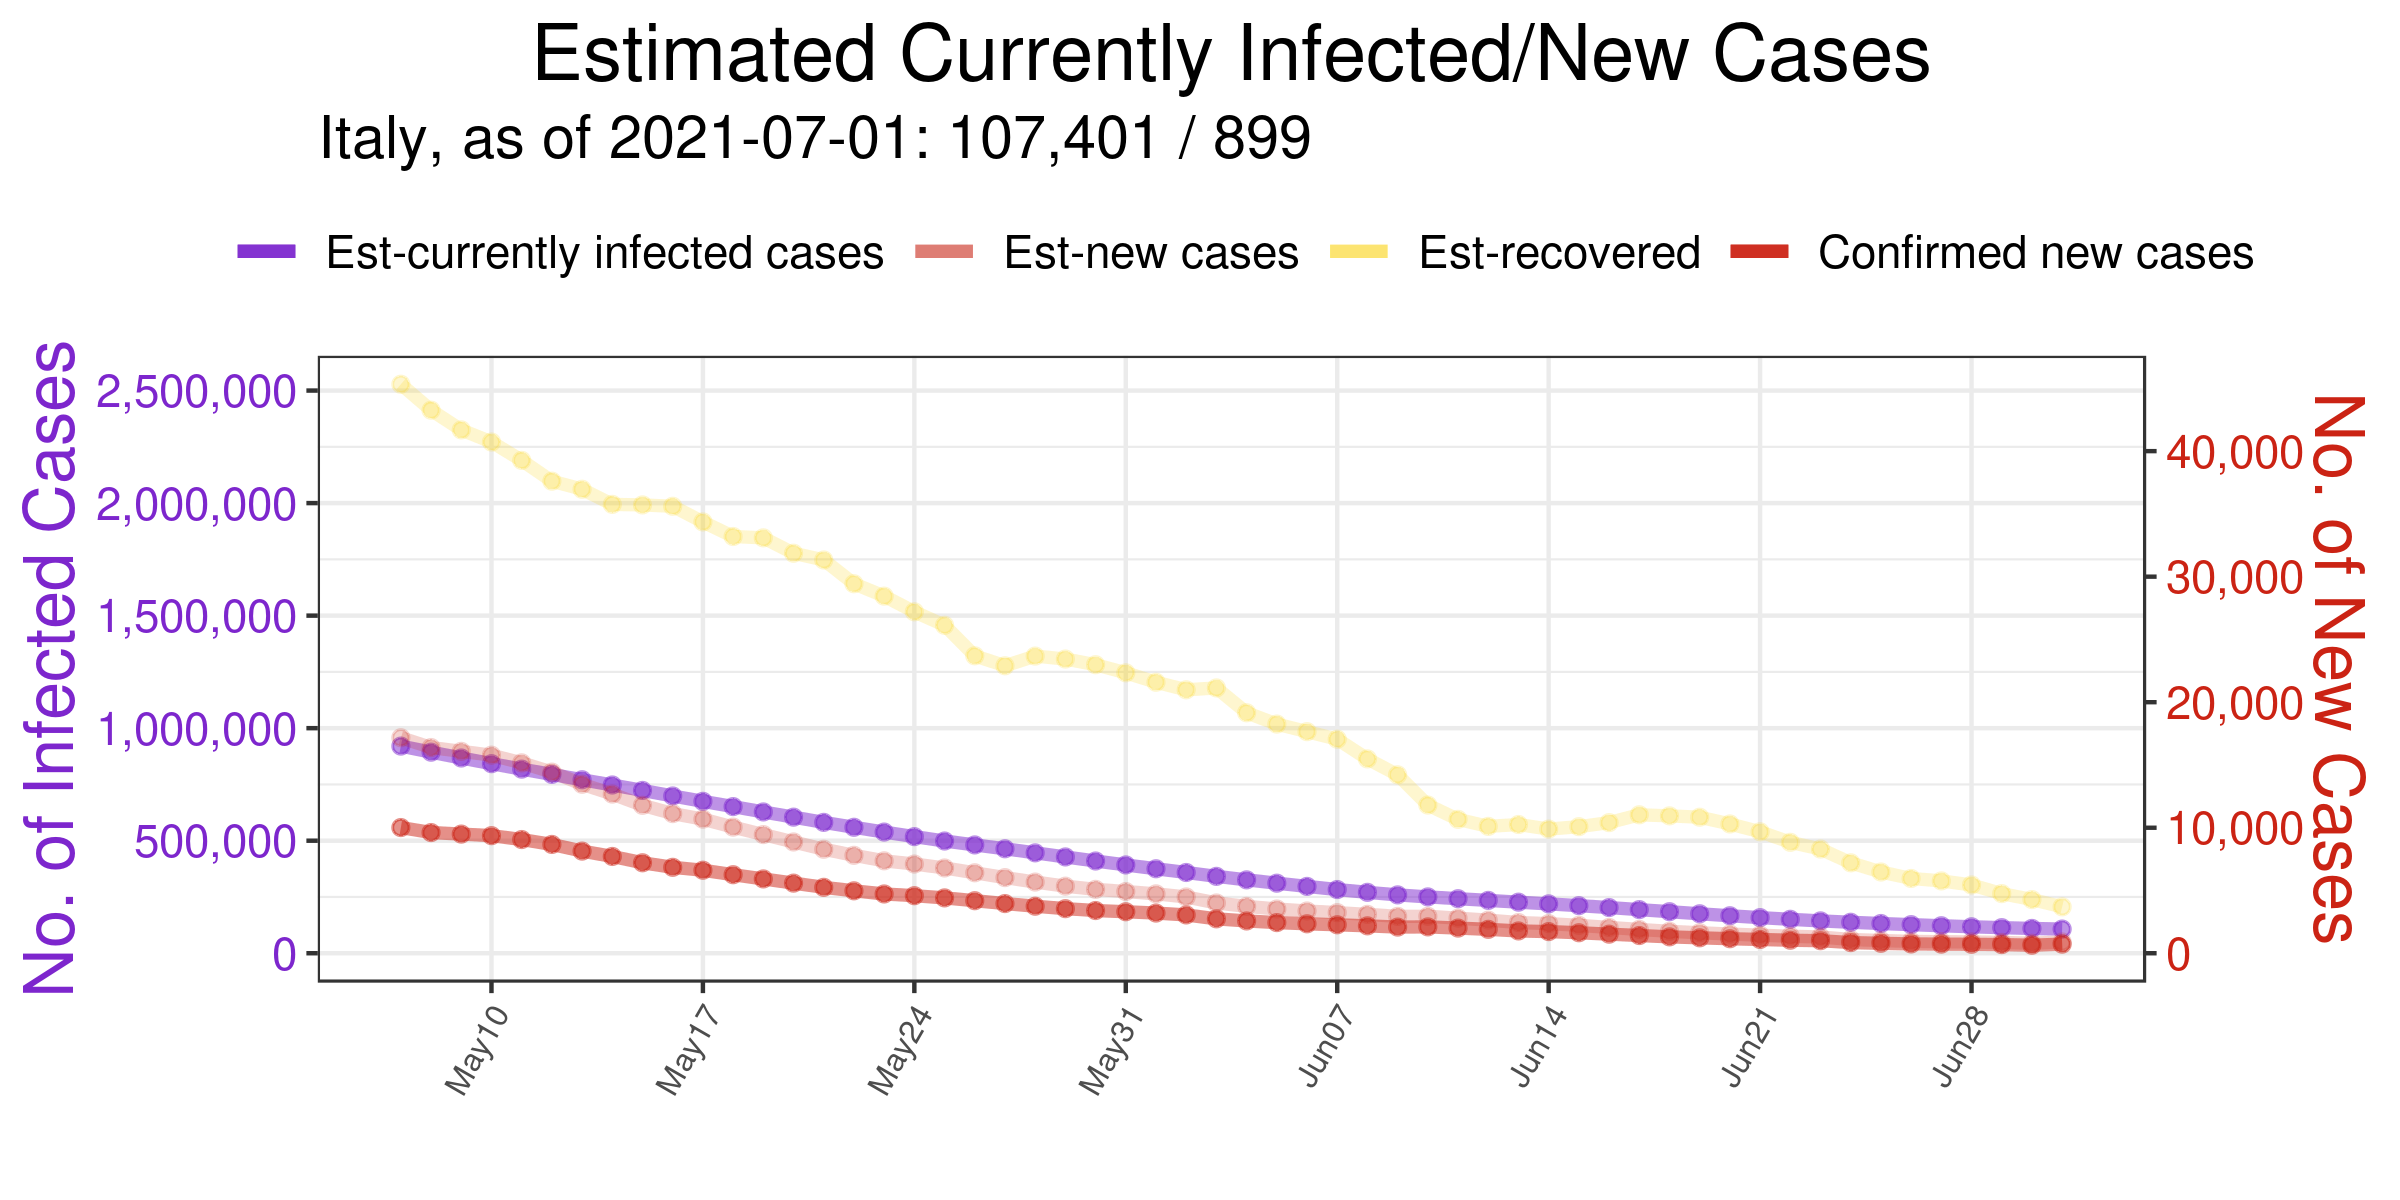 Estimated Currently Infected/New Cases
Italy, as of 2021-07-01: 107,401 / 899
Est-currently infected cases Est-new cases Est-recovered Confirmed new cases
No. of Infected Cases
2,500,000
2,000,000
1,500,000
1,000,000
500,000
0
40,000
30,000
20,000
10,000
0
No. of New Cases
May10 May17 May24 May31 Jun07 Jun14 Jun21 Jun28